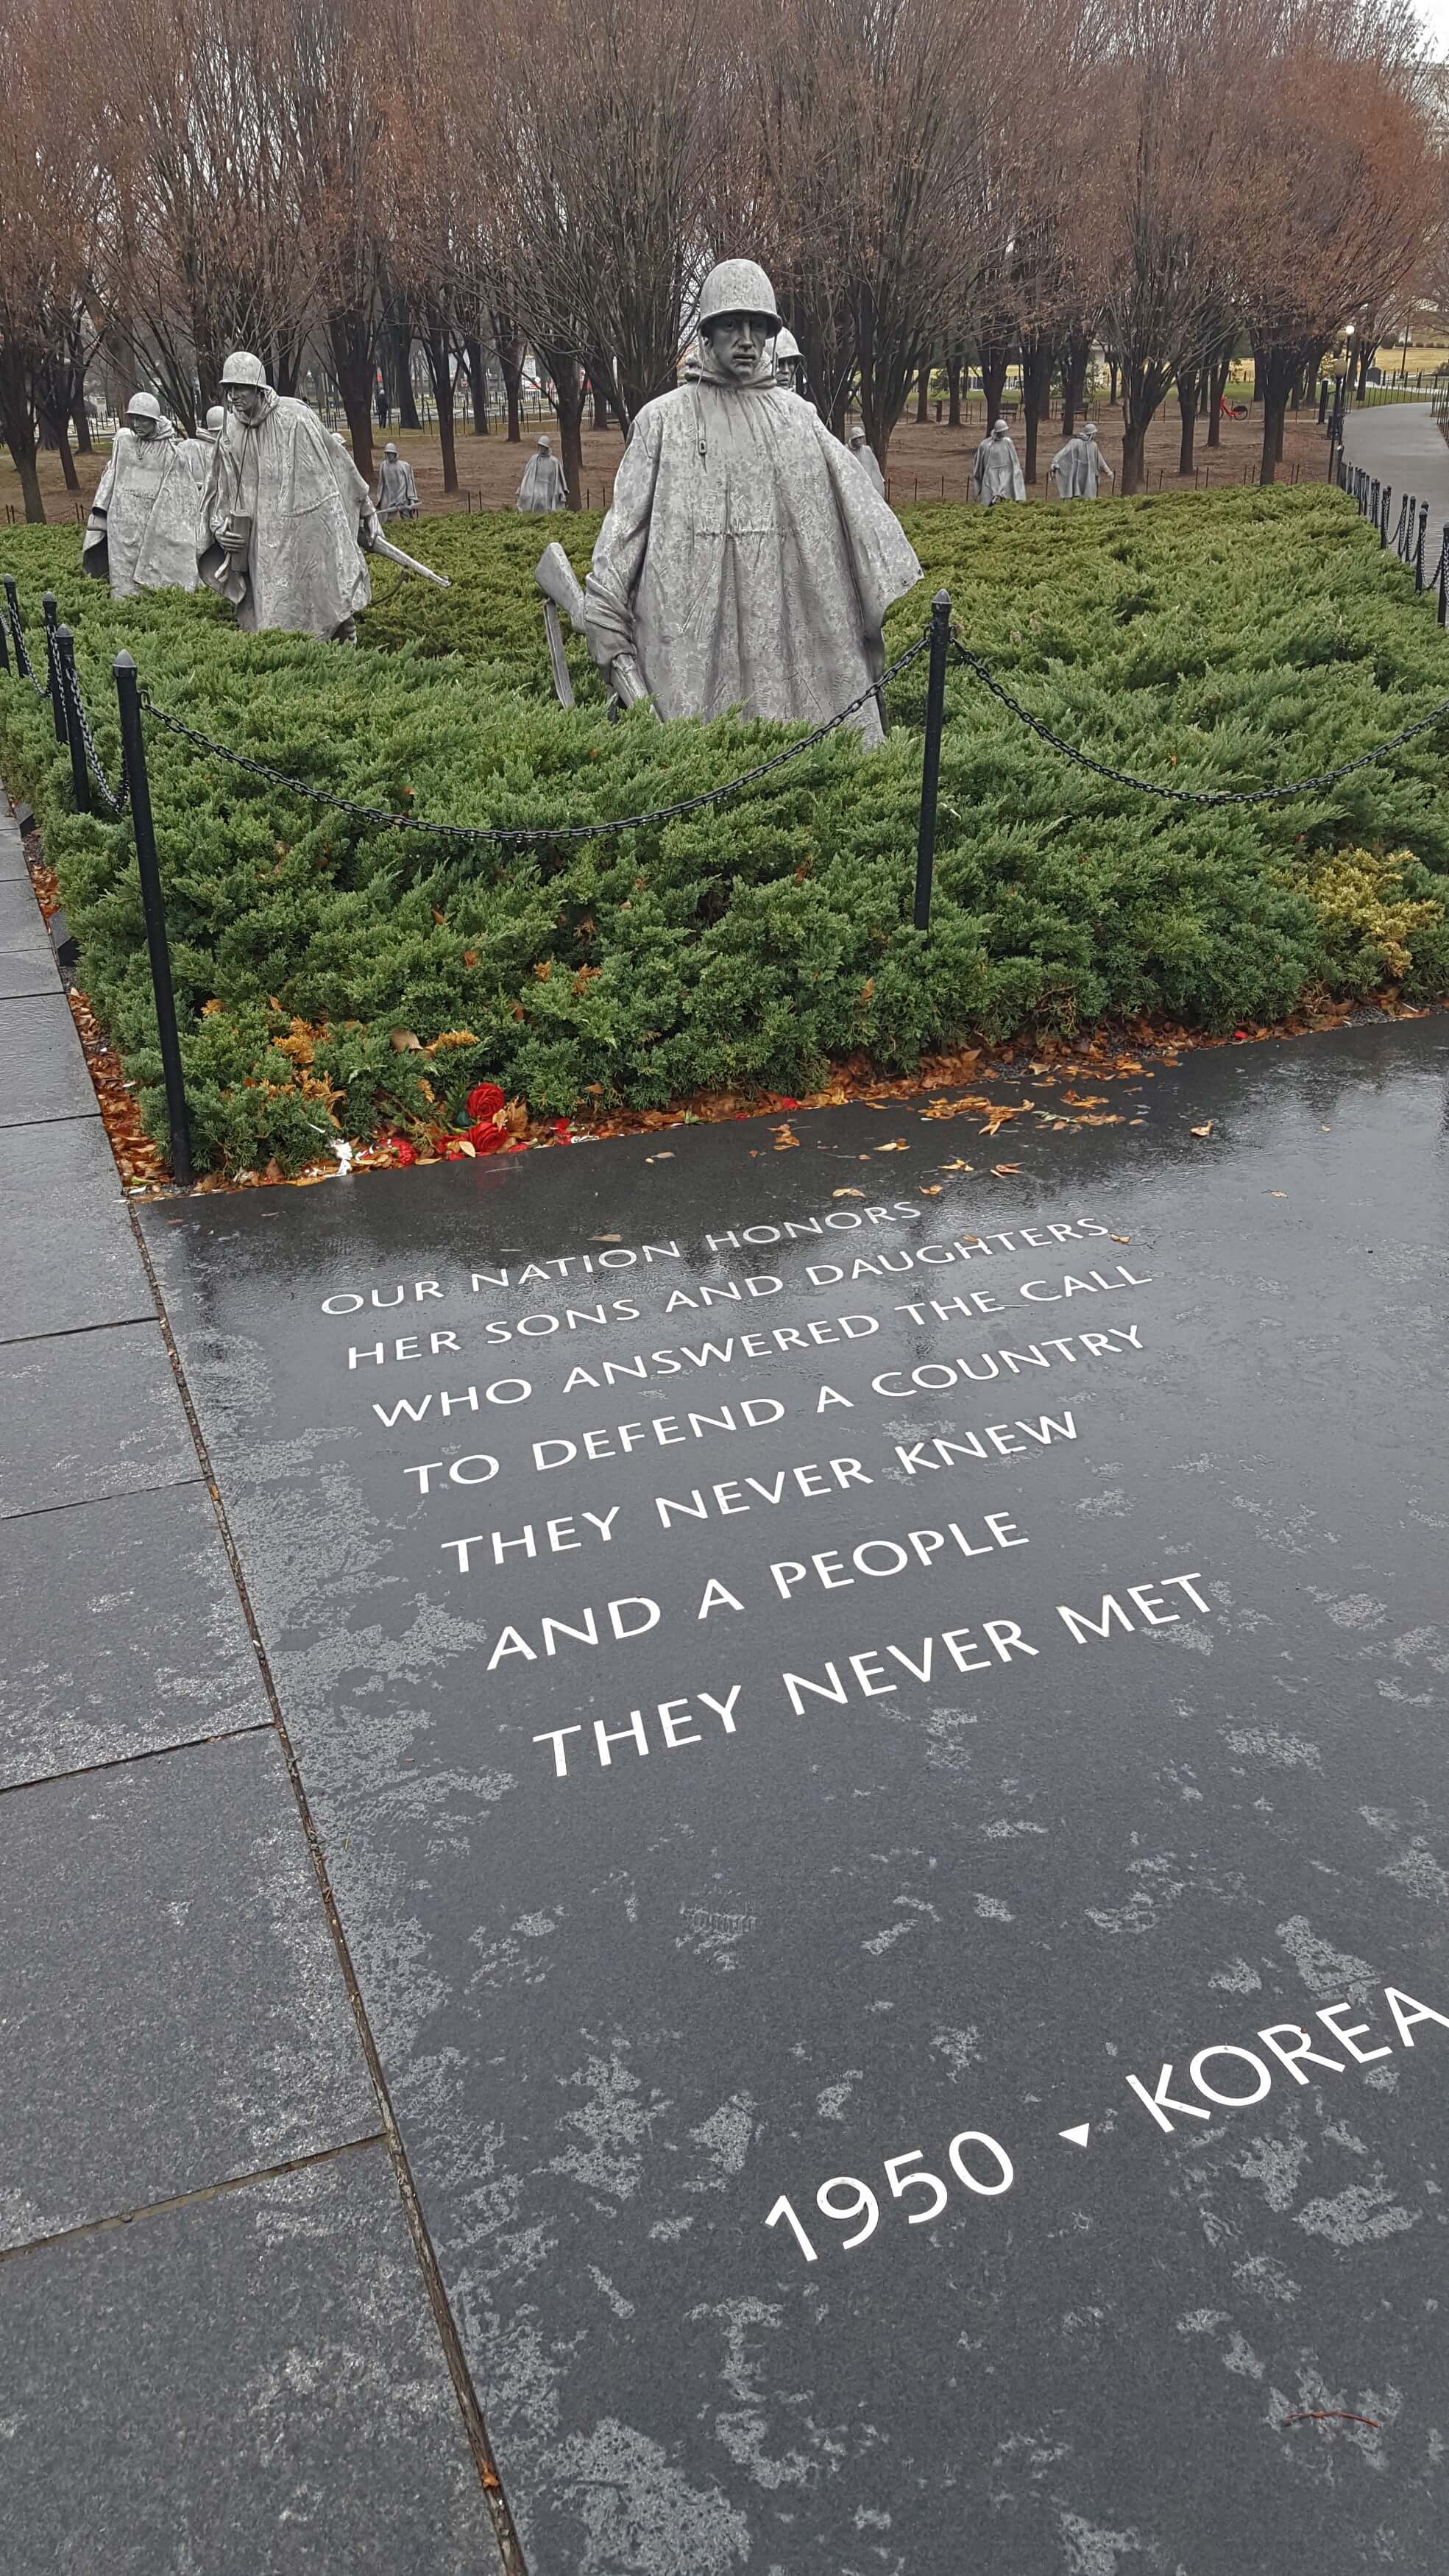 OUR NATION HONORS
HER SONS AND DAUGHTERS
WHO ANSWERED THE CALL
TO DEFEND A COUNTRY
THEY NEVER KNEW
AND A PEOPLE
THEY NEVER MET
1950 ▾ KOREA